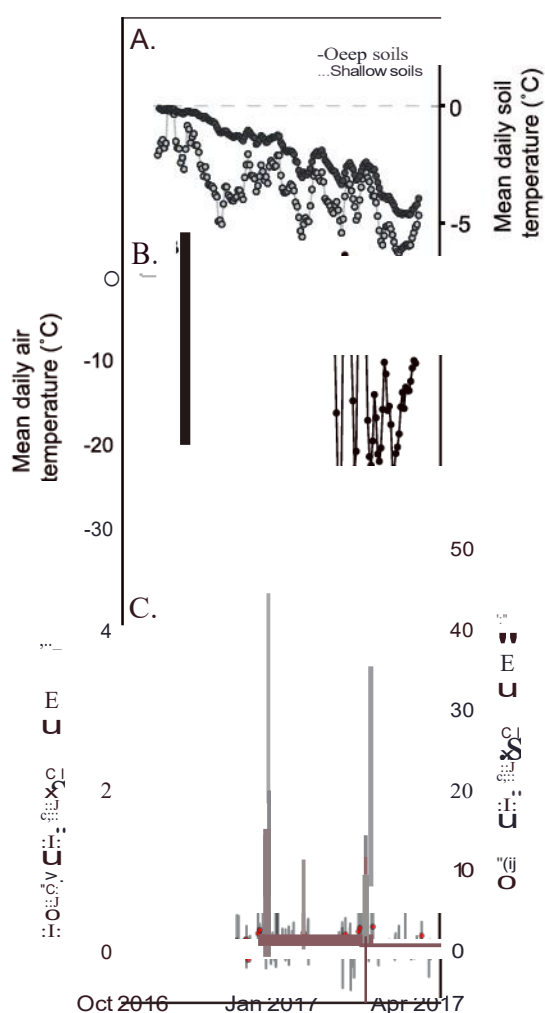 A.
-Oeep soils
...Shallow soils
0
-5
Mean daily soil
temperature (˚C)
B.
-10
-20
-30
Mean daily air
temperature (˚C)
C.
4
2
0
50
40
30
20
10
0
E
u
E
u
Oct 2016 Jan 2017 Apr 2017